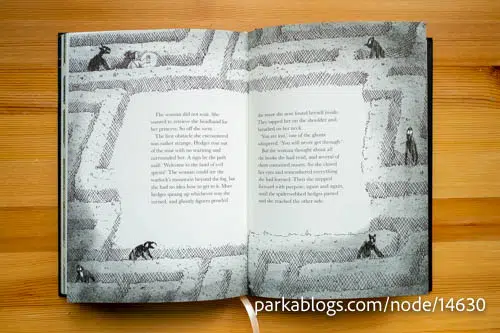 The woman did not wait. She
wanted to retrieve the headband for
her princess. So off she went.
The first obstacle she encountered
was rather strange. Hedges rose out
of the mist with no warning and
surrounded her. A sign by the path
said: 'Welcome to the land of evil
spirits!' The woman could see the
warlock's mountain beyond the fog, but
she had no idea how to get to it. More
hedges sprang up whichever way she
turned, and ghostly figures prowled
the maze she now found herself inside.
They tapped her on the shoulder and
breathed on her neck.
'You are lost,' one of the ghosts
whispered. 'You will never get through!'
But the woman thought about all
the books she had read, and several of
them contained mazes. So she closed
her eyes and remembered everything
she had learned. Then she stepped
forward with purpose, again and again,
until the spiderwebbed hedges parted
and she reached the other side.
parkablogs.com/node/14630